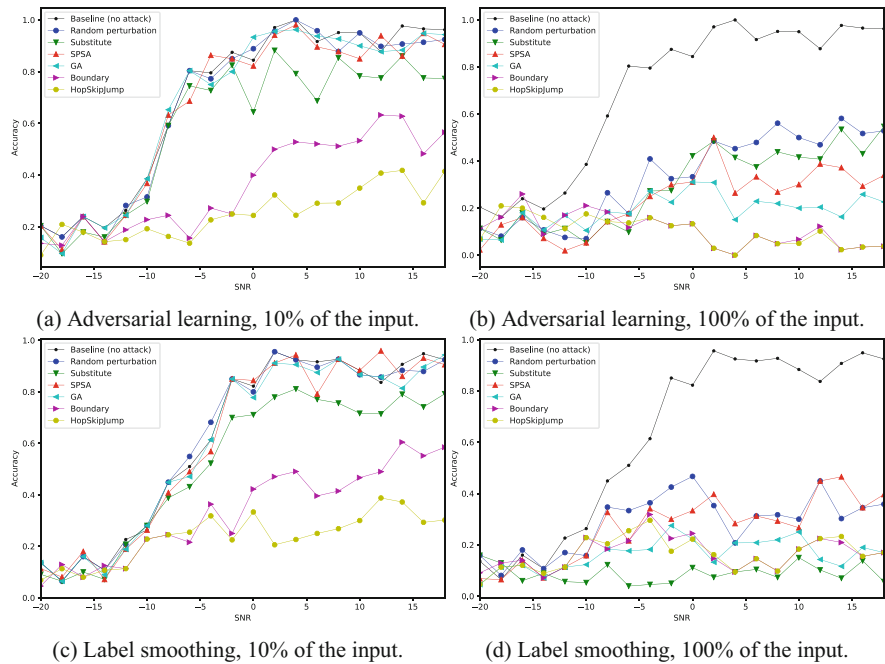 Baseline (no attack)
Random perturbation
Substitute
SPSA
GA
Boundary
HopSkipJump
Accuracy
1.0
0.8
0.6
0.4
0.2
−20
−15
−10
−5
0
5
10
15
SNR
(a) Adversarial learning, 10% of the input.
Baseline (no attack)
Random perturbation
Substitute
SPSA
GA
Boundary
HopSkipJump
Accuracy
1.0
0.8
0.6
0.4
0.2
0.0
−20
−15
−10
−5
0
5
10
15
SNR
(b) Adversarial learning, 100% of the input.
Baseline (no attack)
Random perturbation
Substitute
SPSA
GA
Boundary
HopSkipJump
Accuracy
1.0
0.8
0.6
0.4
0.2
0.0
−20
−15
−10
−5
0
5
10
15
SNR
(c) Label smoothing, 10% of the input.
Baseline (no attack)
Random perturbation
Substitute
SPSA
GA
Boundary
HopSkipJump
Accuracy
1.0
0.8
0.6
0.4
0.2
0.0
−20
−15
−10
−5
0
5
10
15
SNR
(d) Label smoothing, 100% of the input.